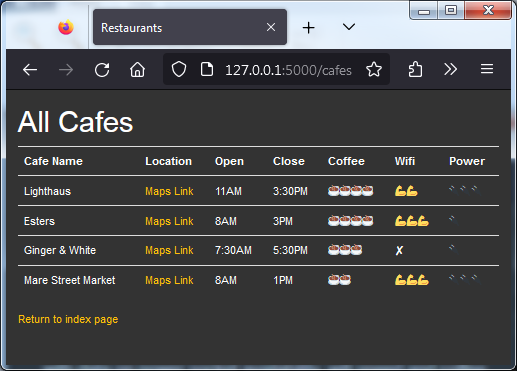 Restaurants
127.0.0.1:5000/cafes
All Cafes
Cafe Name Location Open Close Coffee Wifi Power
Lighthaus Maps Link 11AM 3:30PM ☕☕☕☕ 💪💪 🔌🔌🔌
Esters Maps Link 8AM 3PM ☕☕☕☕ 💪💪💪 🔌
Ginger & White Maps Link 7:30AM 5:30PM ☕☕☕ ✘ 🔌
Mare Street Market Maps Link 8AM 1PM ☕☕ 💪💪💪 🔌🔌🔌
Return to index page